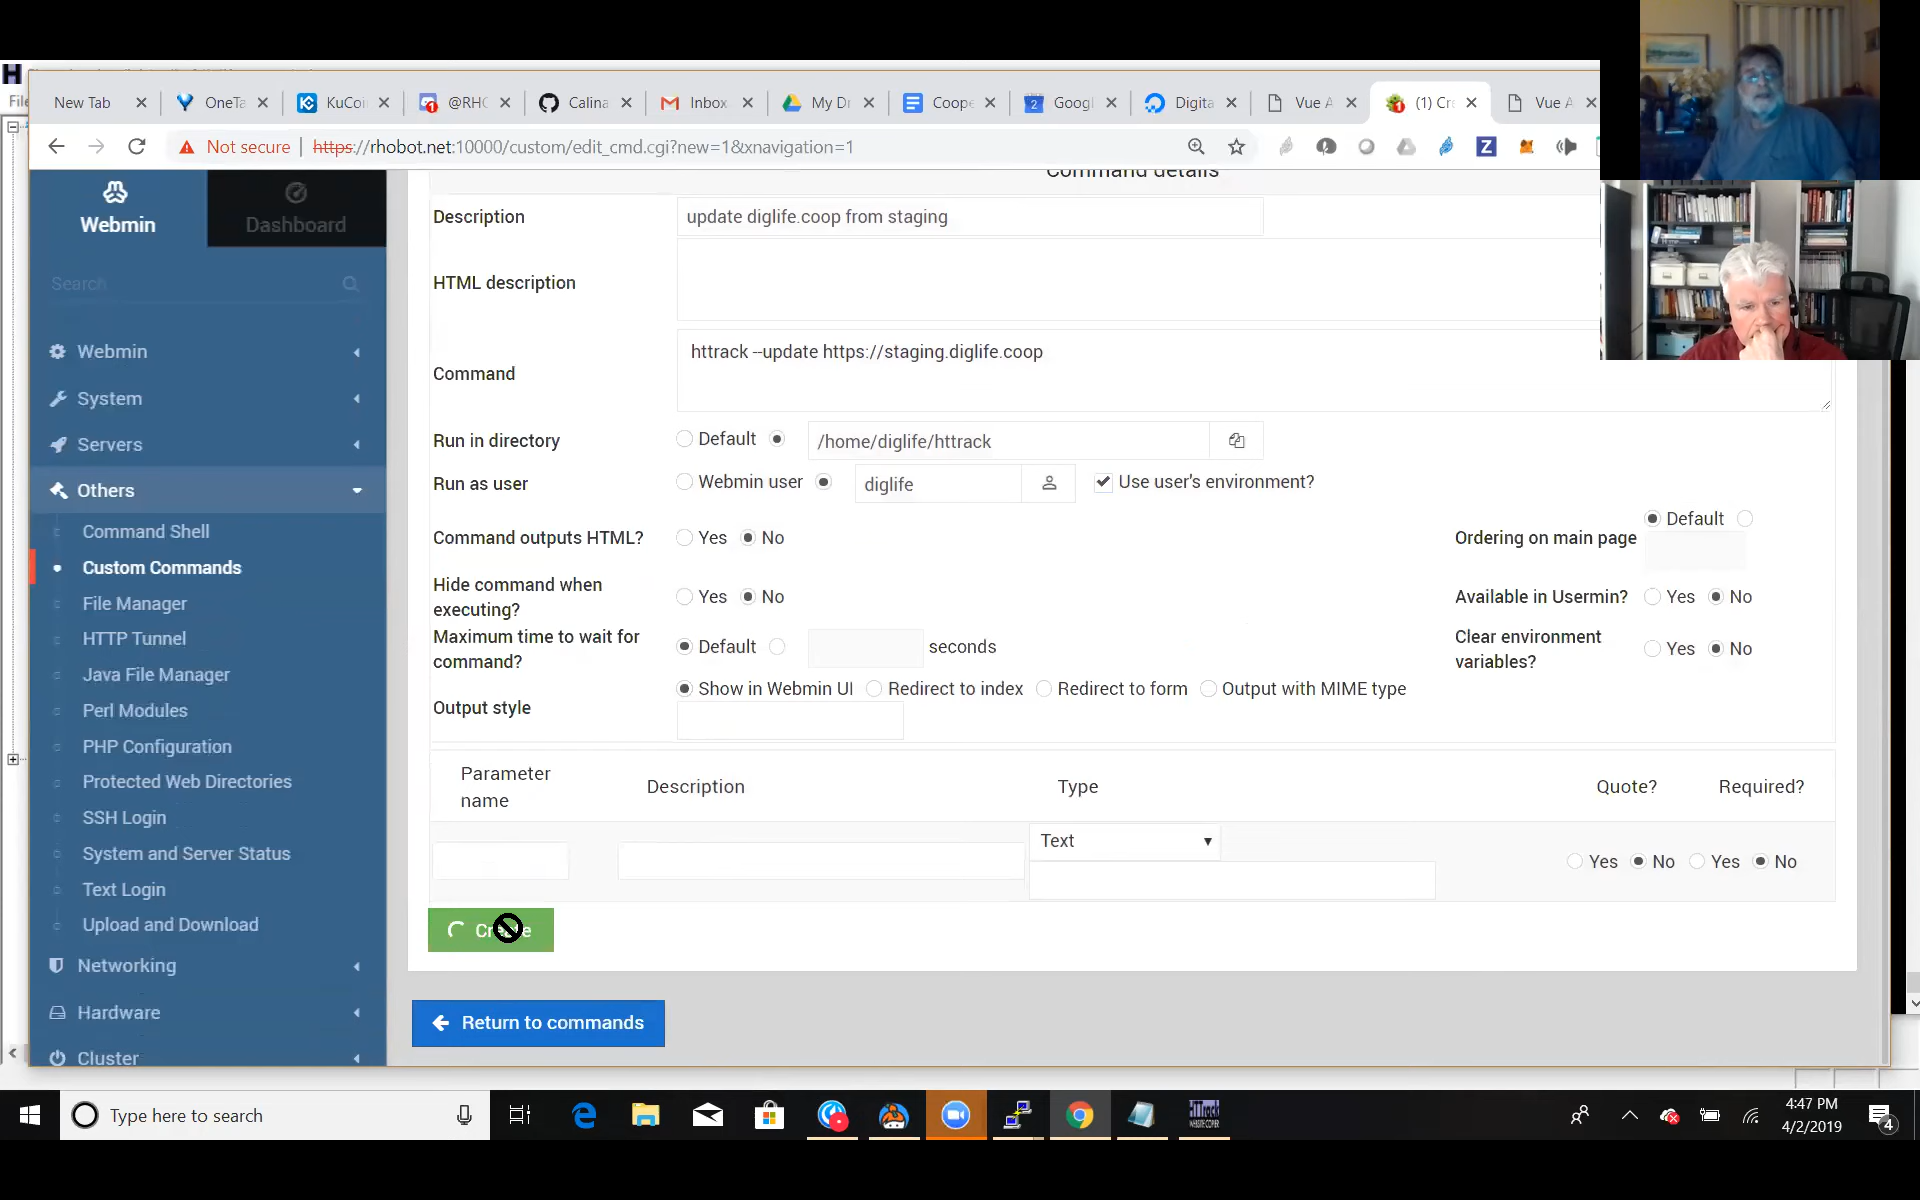 H
File
New Tab
OneTa
KuCoi
@RHC
Calina
Inbox
My Dr
Coope
2
Googl
Digita
Vue A
(1) Cr
Vue A
Not secure
https://rhobot.net:10000/custom/edit_cmd.cgi?new=1&xnavigation=1
Z
Webmin
Dashboard
Search
Webmin
System
Servers
Others
Command Shell
Custom Commands
File Manager
HTTP Tunnel
Java File Manager
Perl Modules
PHP Configuration
Protected Web Directories
SSH Login
System and Server Status
Text Login
Upload and Download
Networking
Hardware
Cluster
Command details
Description
update diglife.coop from staging
HTML description
Command
httrack --update https://staging.diglife.coop
Run in directory
Default
/home/diglife/httrack
Run as user
Webmin user
diglife
Use user's environment?
Command outputs HTML?
Yes No
Ordering on main page
Default
Hide command when
executing?
Yes No
Available in Usermin?
Yes No
Maximum time to wait for
command?
Default
seconds
Clear environment
variables?
Yes No
Output style
Show in Webmin UI Redirect to index Redirect to form Output with MIME type
Parameter
name
Description
Type
Quote?
Required?
Text
Yes No Yes No
Create
Return to commands
Type here to search
HTTrack
WEBSITE COPIER
4:47 PM
4/2/2019
4